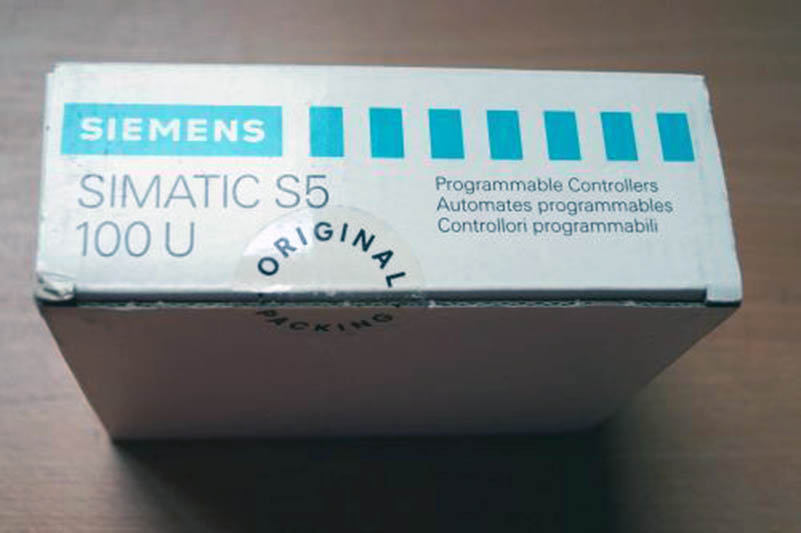 SIEMENS
SIMATIC S5
100 U
Programmable Controllers
Automates programmables
Controllori programmabili
ORIGINAL
PACKING